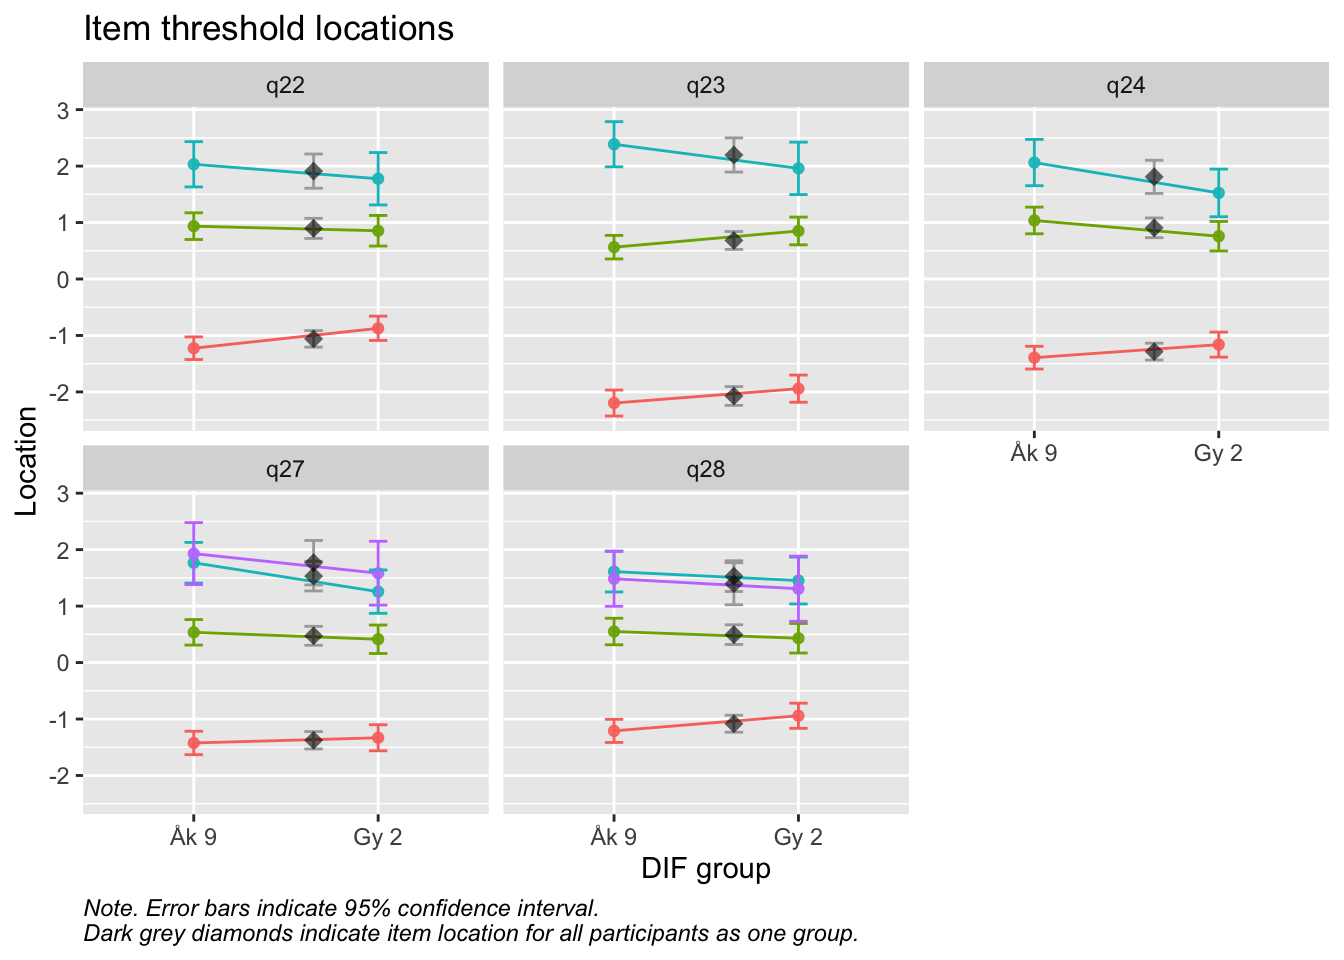 Item threshold locations
q22
q23
q24
3
2
1
0
-1
-2
Åk 9
Gy 2
Location
q27
q28
3
2
1
0
-1
-2
Åk 9
Gy 2
Åk 9
Gy 2
DIF group
Note. Error bars indicate 95% confidence interval.
Dark grey diamonds indicate item location for all participants as one group.